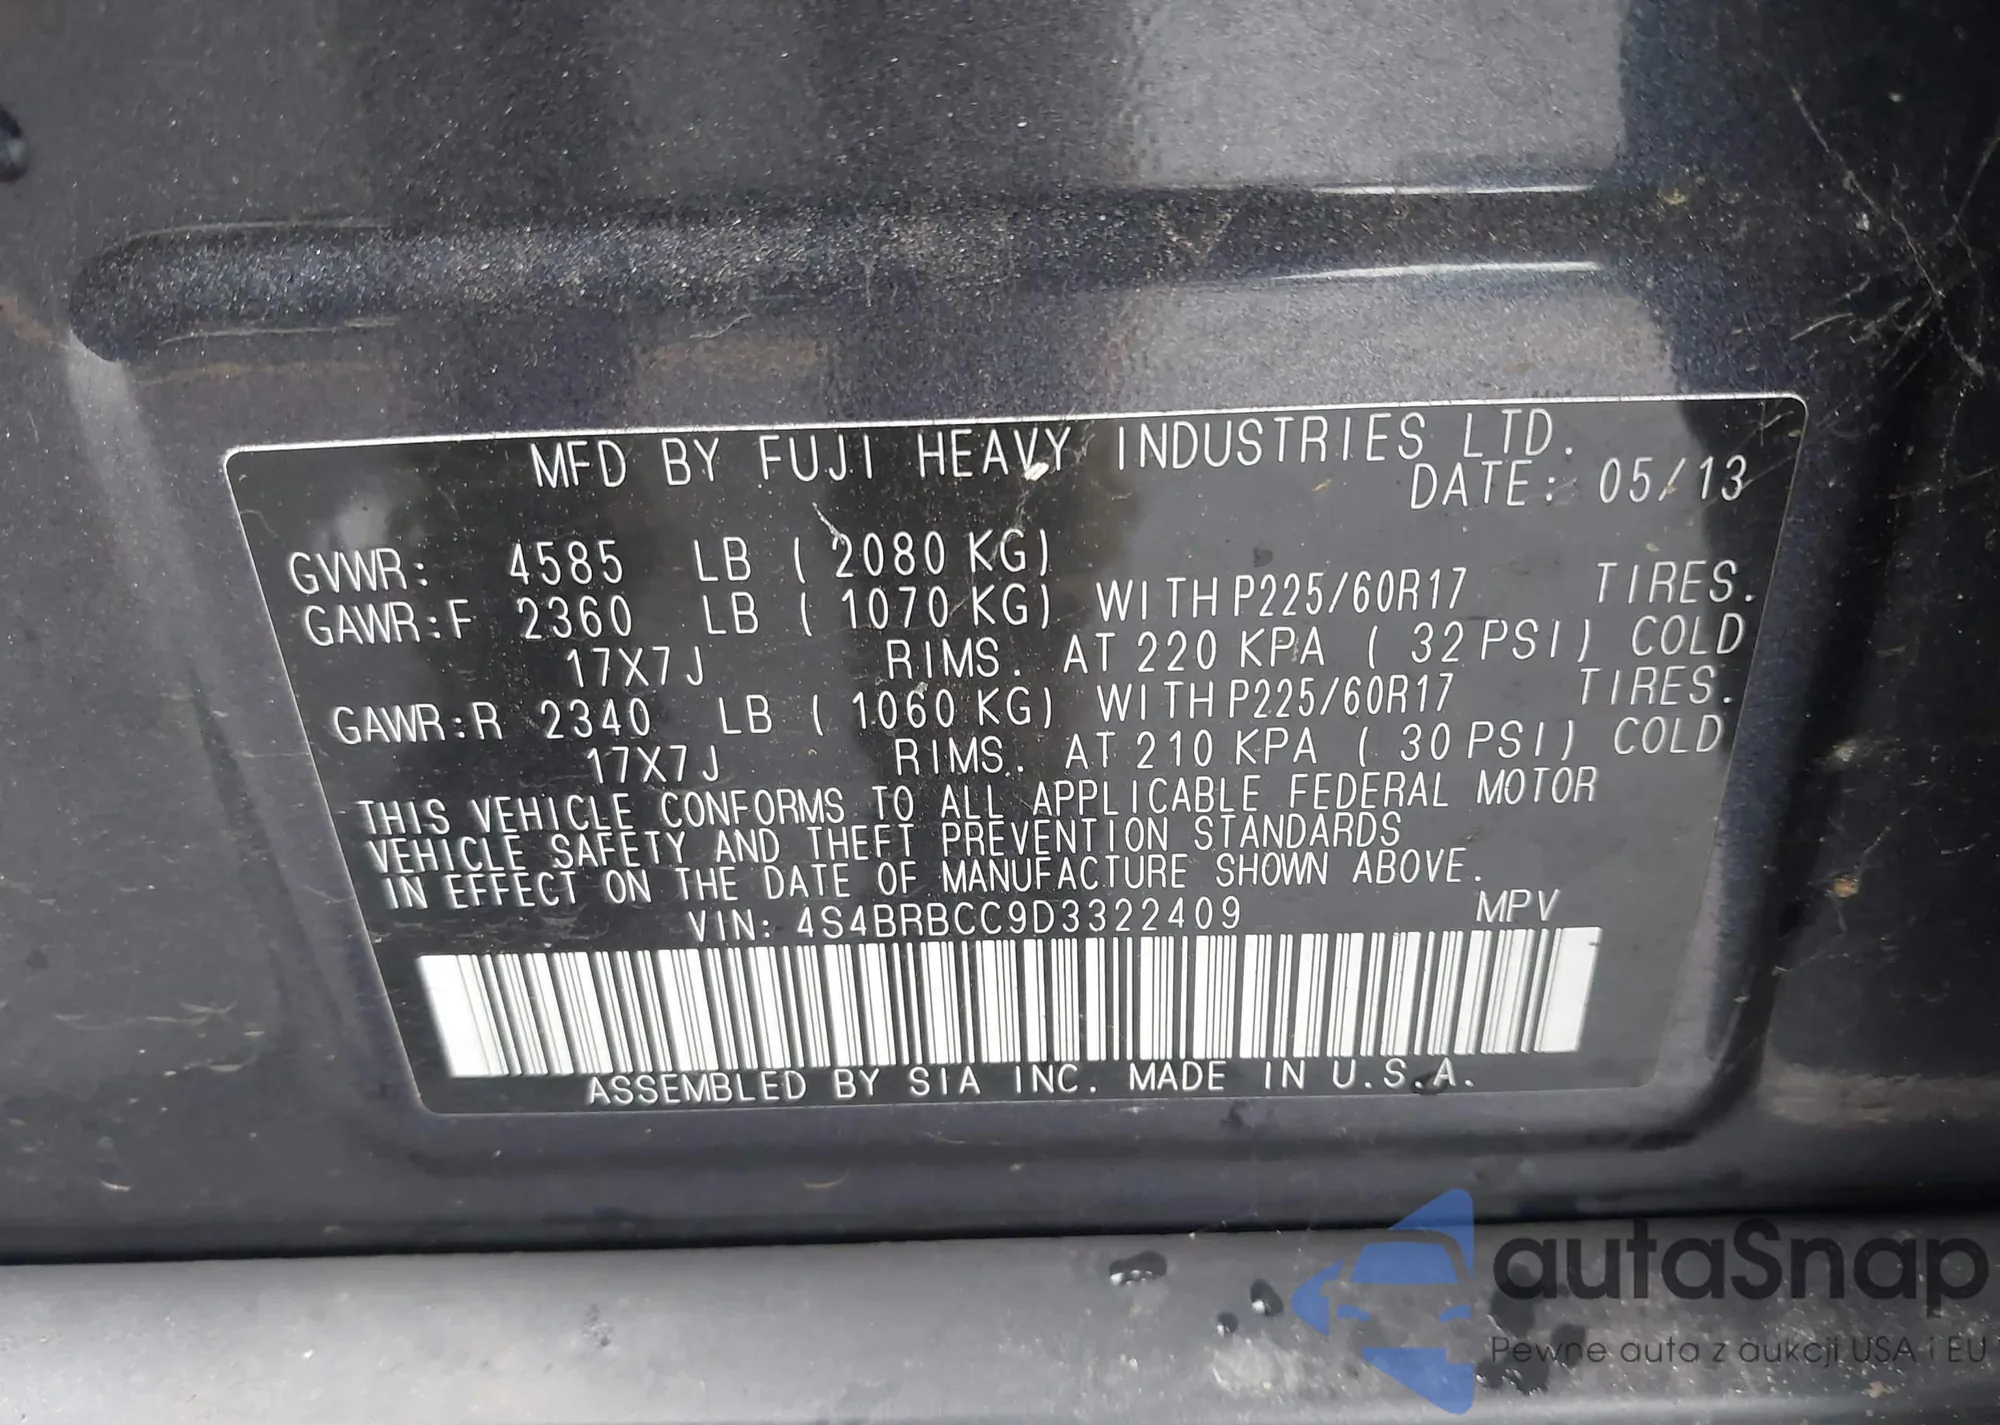 MFD BY FUJI HEAVY INDUSTRIES LTD.
DATE: 05/13
GVWR: 4585 LB ( 2080 KG)
GAWR:F 2360 LB ( 1070 KG) WITH P225/60R17 TIRES.
17X7J RIMS. AT 220 KPA ( 32 PSI) COLD
GAWR:R 2340 LB ( 1060 KG) WITH P225/60R17 TIRES.
17X7J RIMS. AT 210 KPA ( 30 PSI) COLD
THIS VEHICLE CONFORMS TO ALL APPLICABLE FEDERAL MOTOR
VEHICLE SAFETY AND THEFT PREVENTION STANDARDS
IN EFFECT ON THE DATE OF MANUFACTURE SHOWN ABOVE.
VIN: 4S4BRBCC9D3322409 MPV
ASSEMBLED BY SIA INC. MADE IN U.S.A.
autaSnap
Pewne auta z aukcji USA i EU